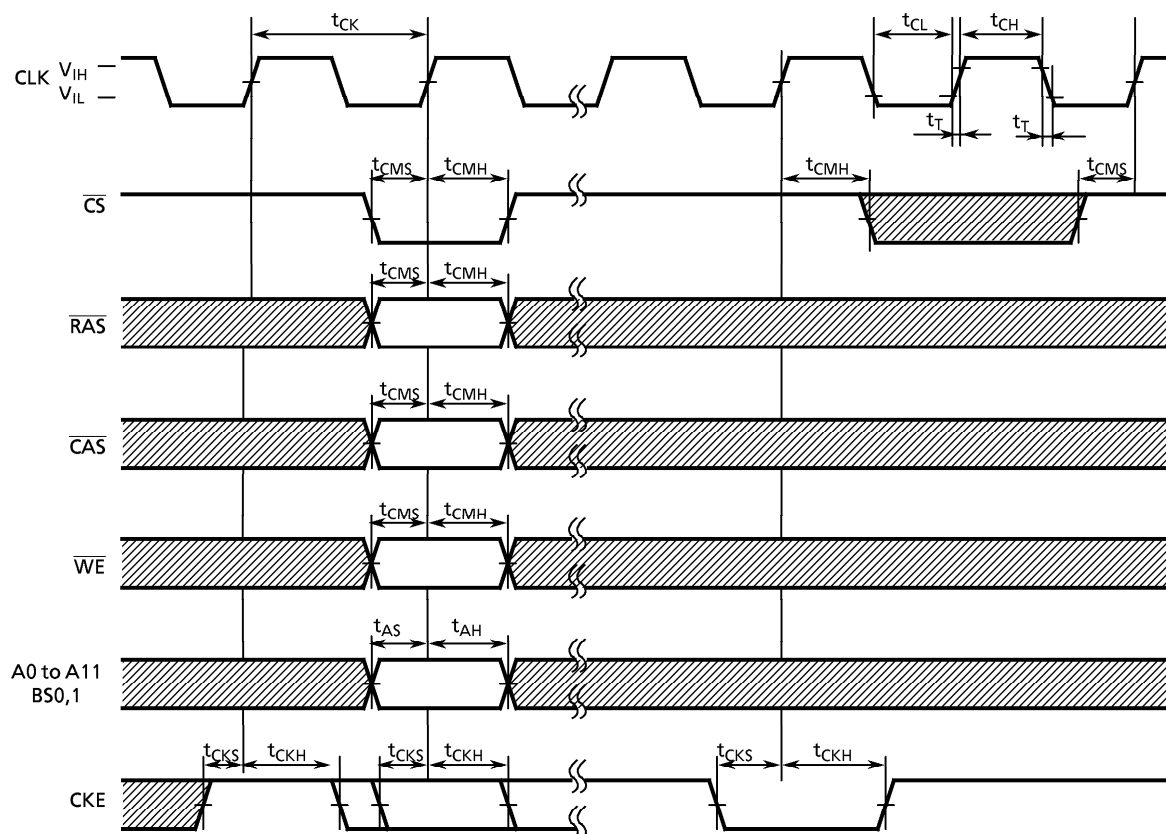 tCK
tCL
tCH
CLK
VIH
VIL
tT
tT
tCMS
tCMH
tCMH
tCMS
CS
tCMS
tCMH
RAS
tCMS
tCMH
CAS
tCMS
tCMH
WE
tAS
tAH
A0 to A11
BS0,1
tCKS
tCKH
tCKS
tCKH
tCKS
tCKH
CKE